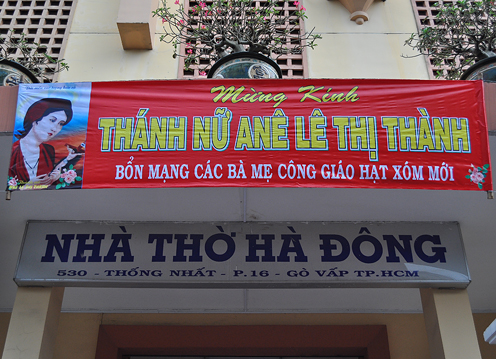 Mừng Kính
THÁNH NỮ ANÊ LÊ THỊ THÀNH
BỔN MẠNG CÁC BÀ MẸ CÔNG GIÁO HẠT XÓM MỚI
NHÀ THỜ HÀ ĐÔNG
530 - THỐNG NHẤT - P.16 - GÒ VẤP TP.HCM